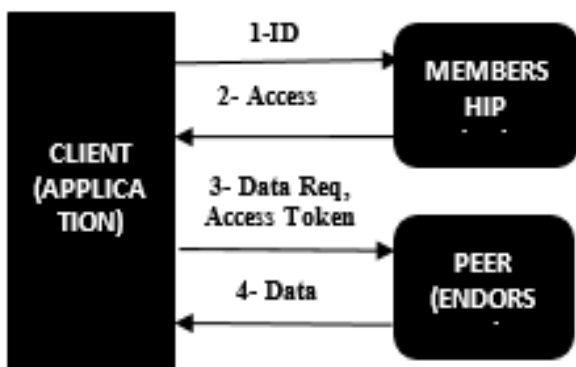 1-ID
MEMBERS
HIP
2- Access
CLIENT
(APPLICA
TION)
3- Data Req,
Access Token
PEER
(ENDORS
4- Data